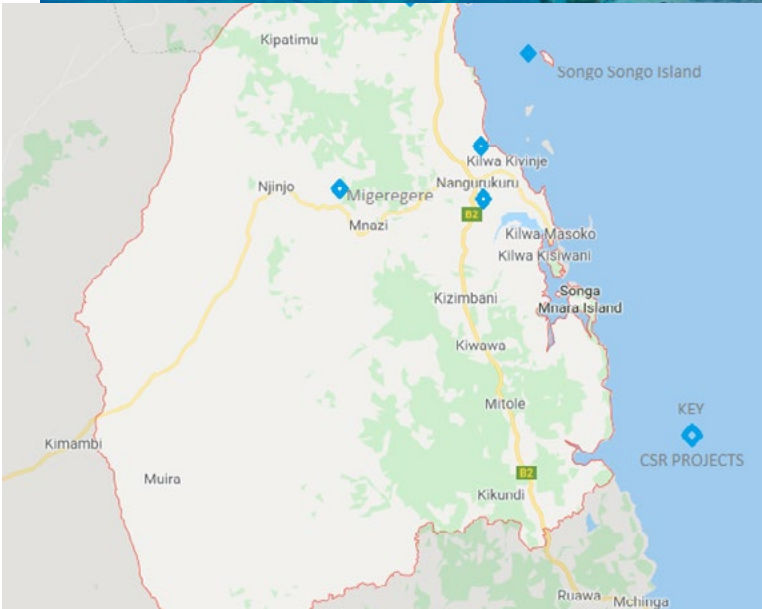 Kipatimu
Songo Songo Island
Kilwa Kivinje
Nangurukuru
Njinjo
Migeregere
B2
Mnazi
Kilwa Masoko
Kilwa Kisiwani
Songa
Mnara Island
Kizimbani
Kiwawa
Mitole
KEY
Kimambi
CSR PROJECTS
Muira
B2
Kikundi
Ruawa
Mchinga